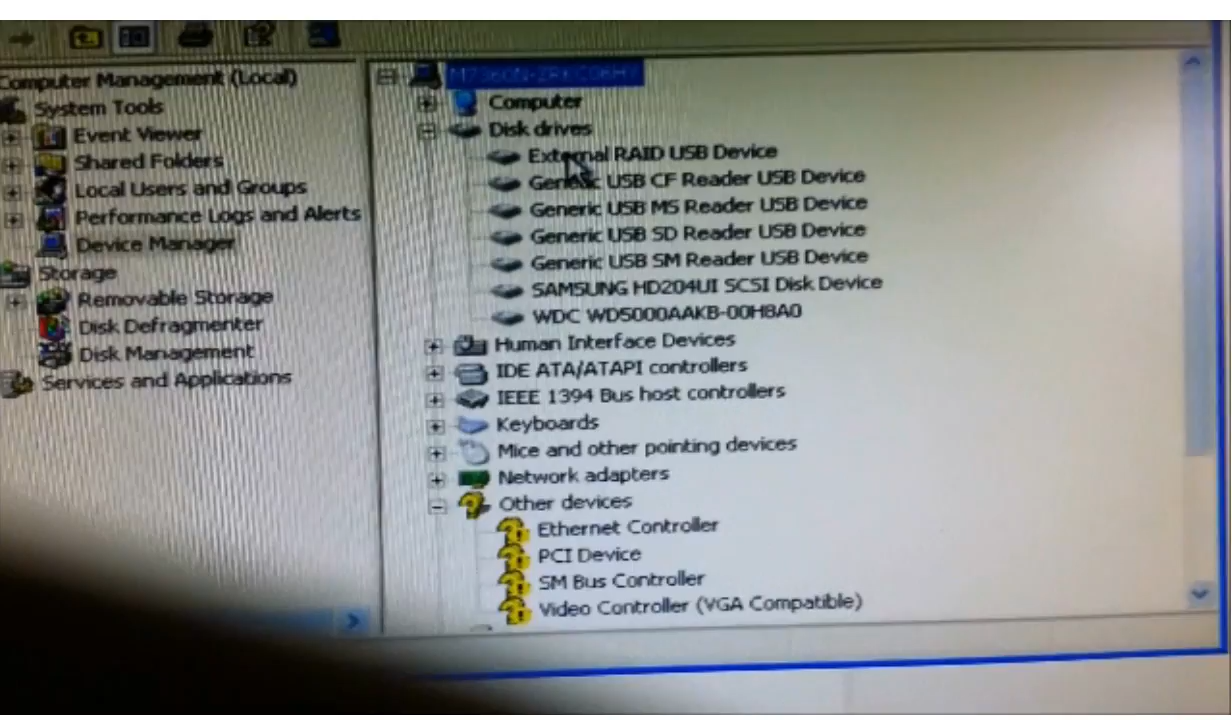 Computer Management (Local)
System Tools
Event Viewer
Shared Folders
Local Users and Groups
Performance Logs and Alerts
Device Manager
Storage
Removable Storage
Disk Defragmenter
Disk Management
Services and Applications
Computer
Disk drives
External RAID USB Device
Generic USB CF Reader USB Device
Generic USB MS Reader USB Device
Generic USB SD Reader USB Device
Generic USB SM Reader USB Device
SAMSUNG HD204UI SCSI Disk Device
WDC WD5000AAKB-00H8A0
Human Interface Devices
IDE ATA/ATAPI controllers
IEEE 1394 Bus host controllers
Keyboards
Mice and other pointing devices
Network adapters
Other devices
Ethernet Controller
PCI Device
SM Bus Controller
Video Controller (VGA Compatible)